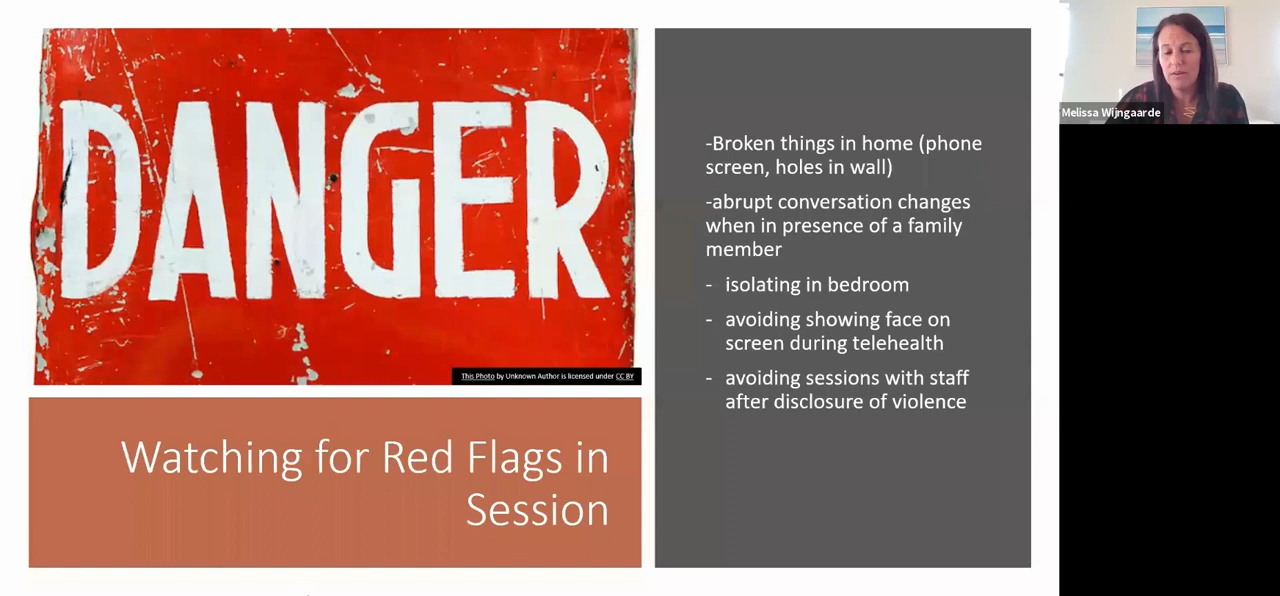 DANGER
This Photo by Unknown Author is licensed under CC BY
Watching for Red Flags in
Session
-Broken things in home (phone
screen, holes in wall)
-abrupt conversation changes
when in presence of a family
member
- isolating in bedroom
- avoiding showing face on
screen during telehealth
- avoiding sessions with staff
after disclosure of violence
Melissa Wijngaarde